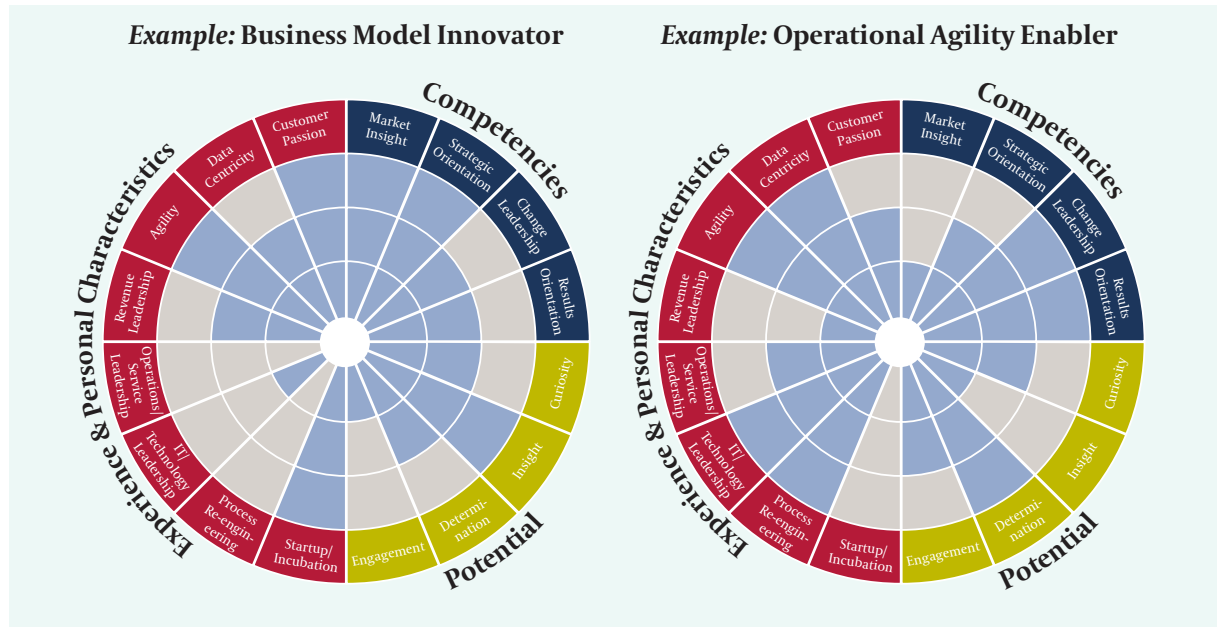 Example: Business Model Innovator
Competencies
Experience & Personal Characteristics
Potential
Customer
Passion
Market
Insight
Strategic
Orientation
Change
Leadership
Results
Orientation
Curiosity
Insight
Determi-
nation
Engagement
Startup/
Incubation
Process
Re-engin-
eering
IT/
Technology
Leadership
Operations/
Service
Leadership
Revenue
Leadership
Agility
Data
Centricity
Example: Operational Agility Enabler
Competencies
Experience & Personal Characteristics
Potential
Customer
Passion
Market
Insight
Strategic
Orientation
Change
Leadership
Results
Orientation
Curiosity
Insight
Determi-
nation
Engagement
Startup/
Incubation
Process
Re-engin-
eering
IT/
Technology
Leadership
Operations/
Service
Leadership
Revenue
Leadership
Agility
Data
Centricity